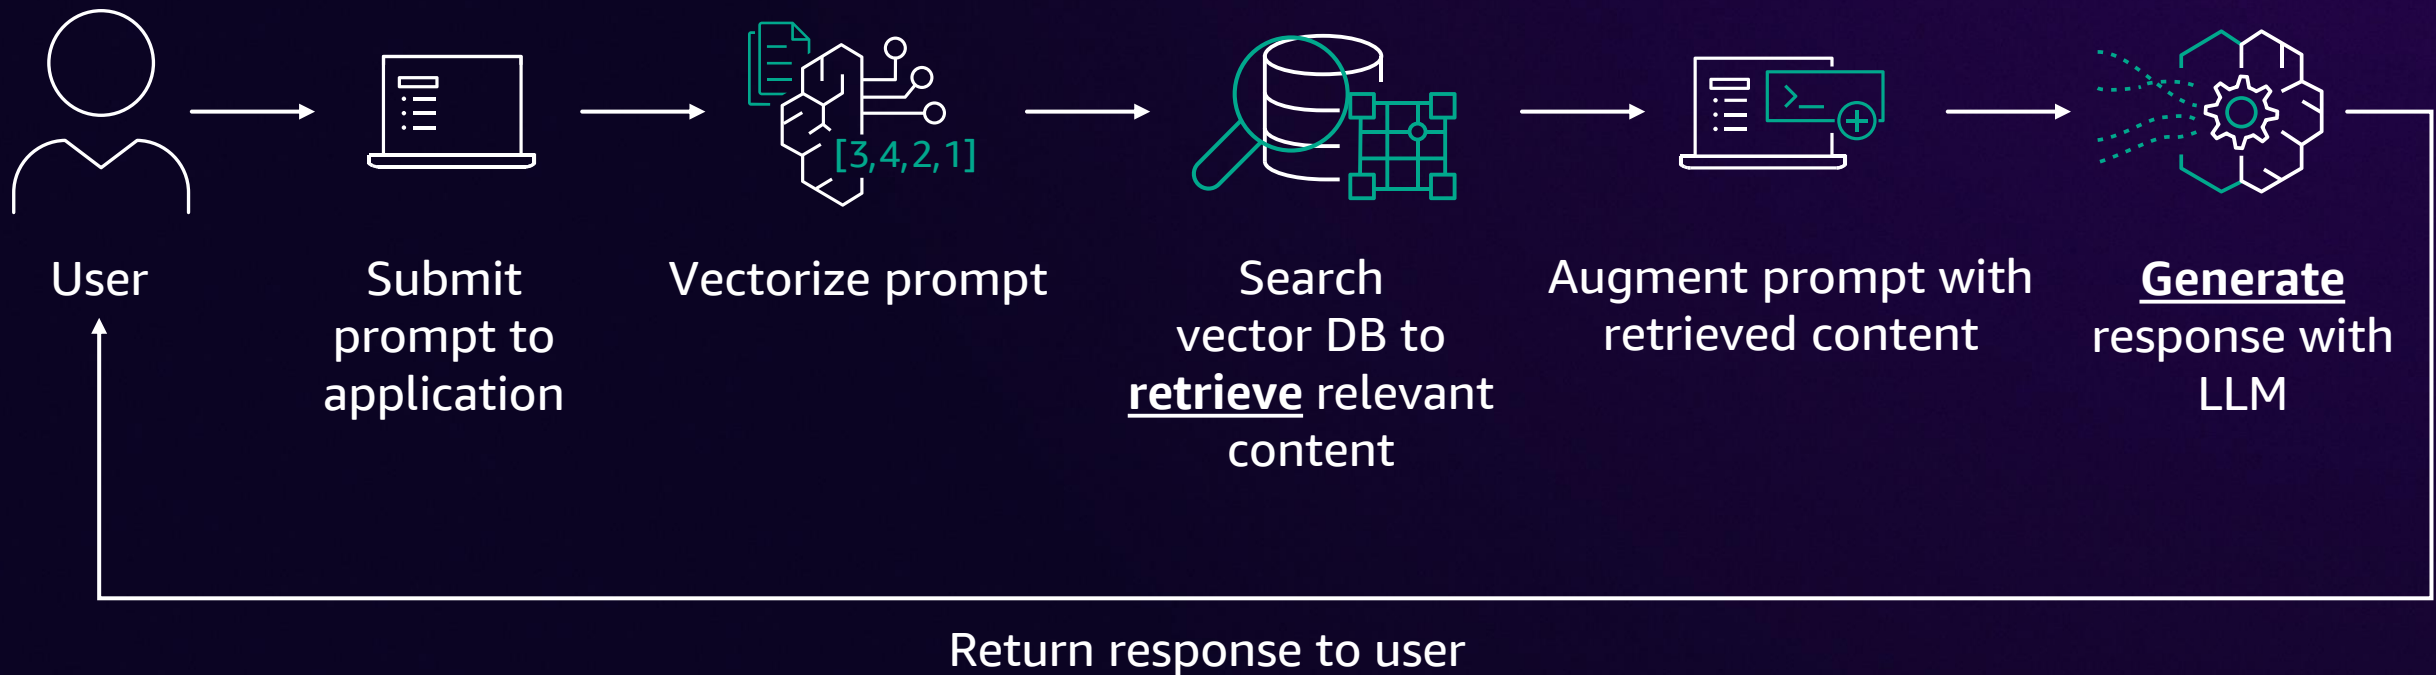 [3,4,2,1]
User
Submit
prompt to
application
Vectorize prompt
Search
vector DB to
retrieve relevant
content
Augment prompt with
retrieved content
Generate
response with
LLM
Return response to user